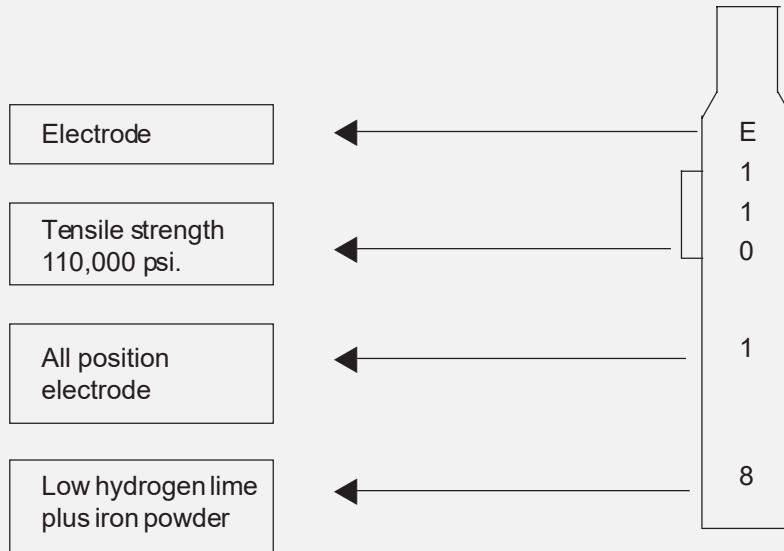 Electrode
Tensile strength
110,000 psi.
All position
electrode
Low hydrogen lime
plus iron powder
E
1
1
0
1
8